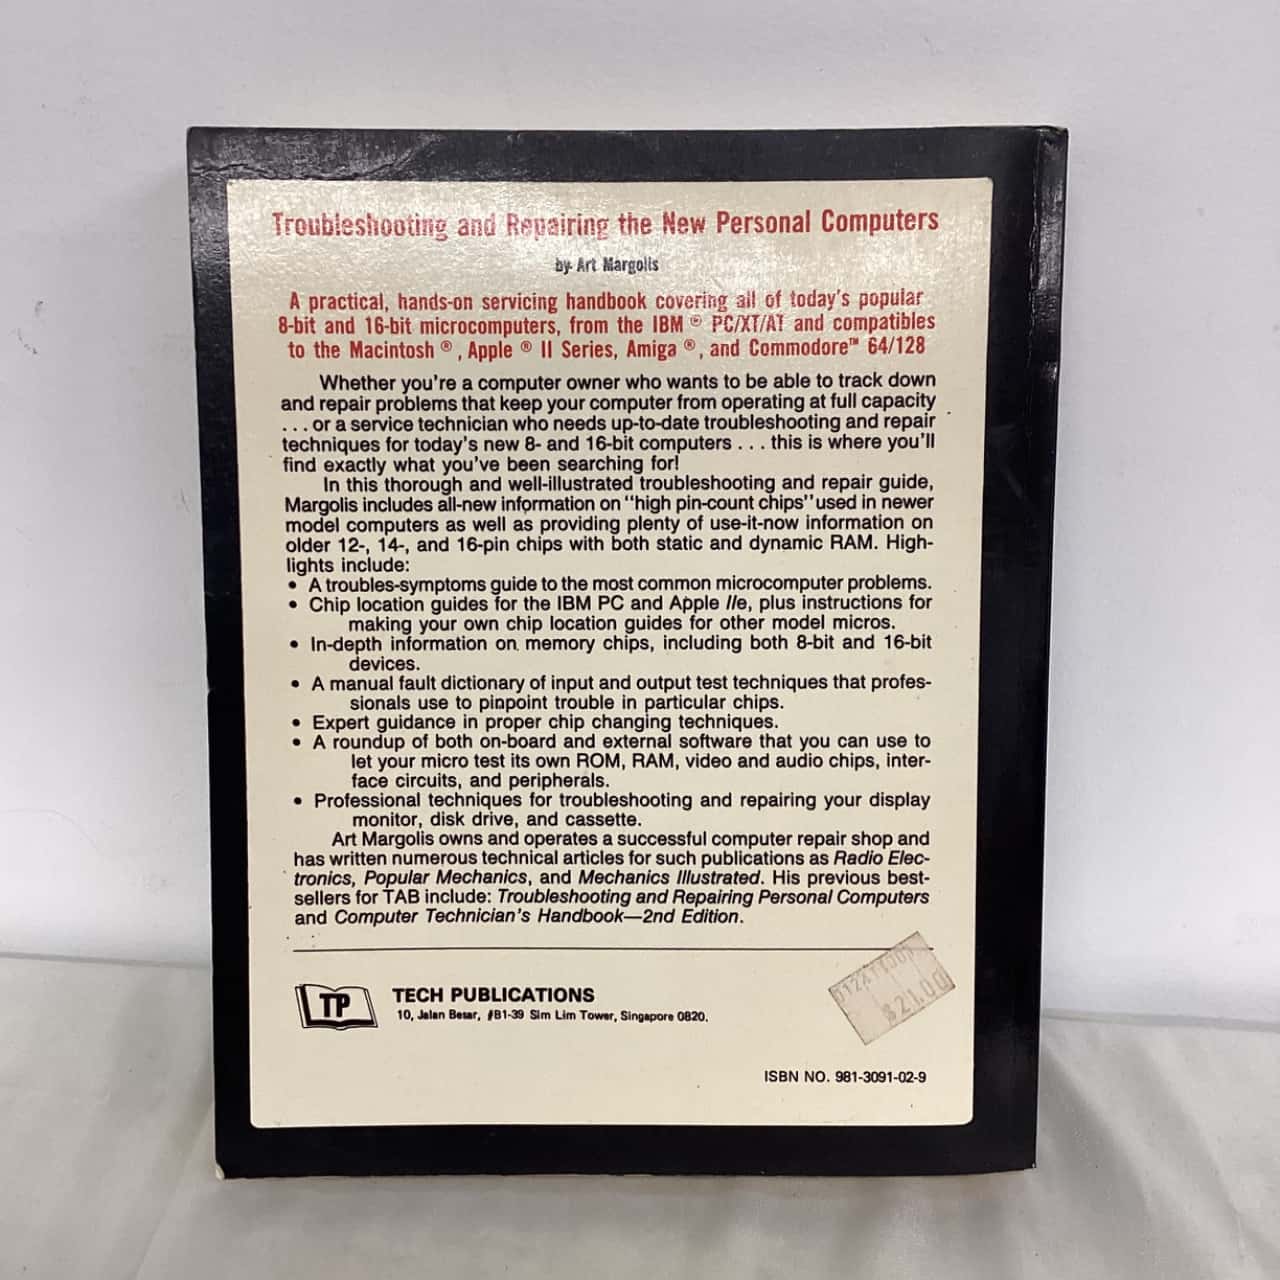 Troubleshooting and Repairing the New Personal Computers
by Art Margolis
A practical, hands-on servicing handbook covering all of today's popular
8-bit and 16-bit microcomputers, from the IBM ® PC/XT/AT and compatibles
to the Macintosh ®, Apple ® II Series, Amiga ®, and Commodore™ 64/128
Whether you're a computer owner who wants to be able to track down
and repair problems that keep your computer from operating at full capacity
. . . or a service technician who needs up-to-date troubleshooting and repair
techniques for today's new 8- and 16-bit computers . . . this is where you'll
find exactly what you've been searching for!
In this thorough and well-illustrated troubleshooting and repair guide,
Margolis includes all-new information on "high pin-count chips" used in newer
model computers as well as providing plenty of use-it-now information on
older 12-, 14-, and 16-pin chips with both static and dynamic RAM. High-
lights include:
• A troubles-symptoms guide to the most common microcomputer problems.
• Chip location guides for the IBM PC and Apple //e, plus instructions for
making your own chip location guides for other model micros.
• In-depth information on memory chips, including both 8-bit and 16-bit
devices.
• A manual fault dictionary of input and output test techniques that profes-
sionals use to pinpoint trouble in particular chips.
• Expert guidance in proper chip changing techniques.
• A roundup of both on-board and external software that you can use to
let your micro test its own ROM, RAM, video and audio chips, inter-
face circuits, and peripherals.
• Professional techniques for troubleshooting and repairing your display
monitor, disk drive, and cassette.
Art Margolis owns and operates a successful computer repair shop and
has written numerous technical articles for such publications as Radio Elec-
tronics, Popular Mechanics, and Mechanics Illustrated. His previous best-
sellers for TAB include: Troubleshooting and Repairing Personal Computers
and Computer Technician's Handbook—2nd Edition.
TP
TECH PUBLICATIONS
10, Jalan Besar, #B1-39 Sim Lim Tower, Singapore 0820.
$21.00
ISBN NO. 981-3091-02-9